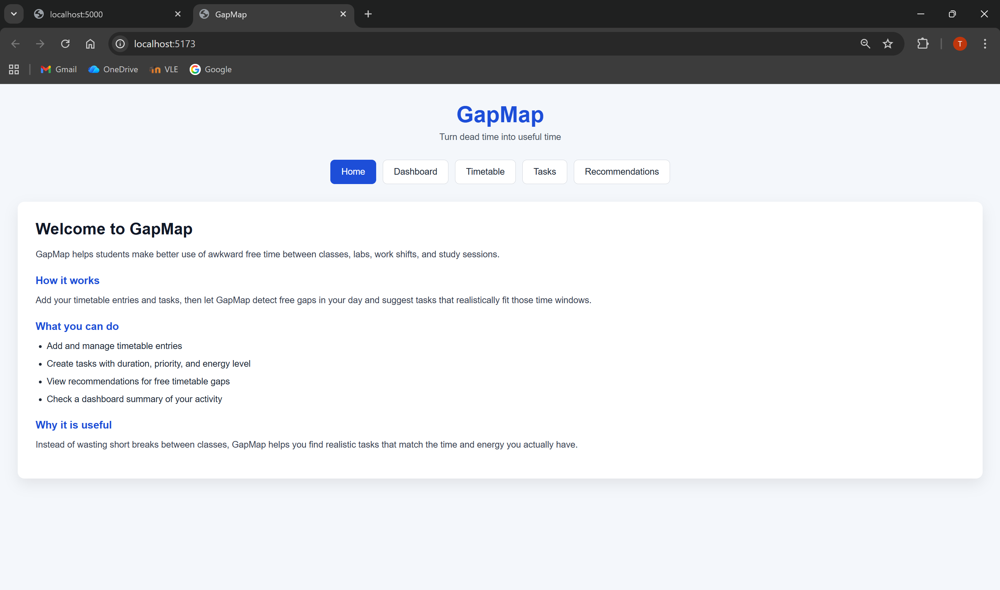 localhost:5000
GapMap
localhost:5173
T
Gmail
OneDrive
VLE
Google
GapMap
Turn dead time into useful time
Home
Dashboard
Timetable
Tasks
Recommendations
Welcome to GapMap
GapMap helps students make better use of awkward free time between classes, labs, work shifts, and study sessions.
How it works
Add your timetable entries and tasks, then let GapMap detect free gaps in your day and suggest tasks that realistically fit those time windows.
What you can do
• Add and manage timetable entries
• Create tasks with duration, priority, and energy level
• View recommendations for free timetable gaps
• Check a dashboard summary of your activity
Why it is useful
Instead of wasting short breaks between classes, GapMap helps you find realistic tasks that match the time and energy you actually have.